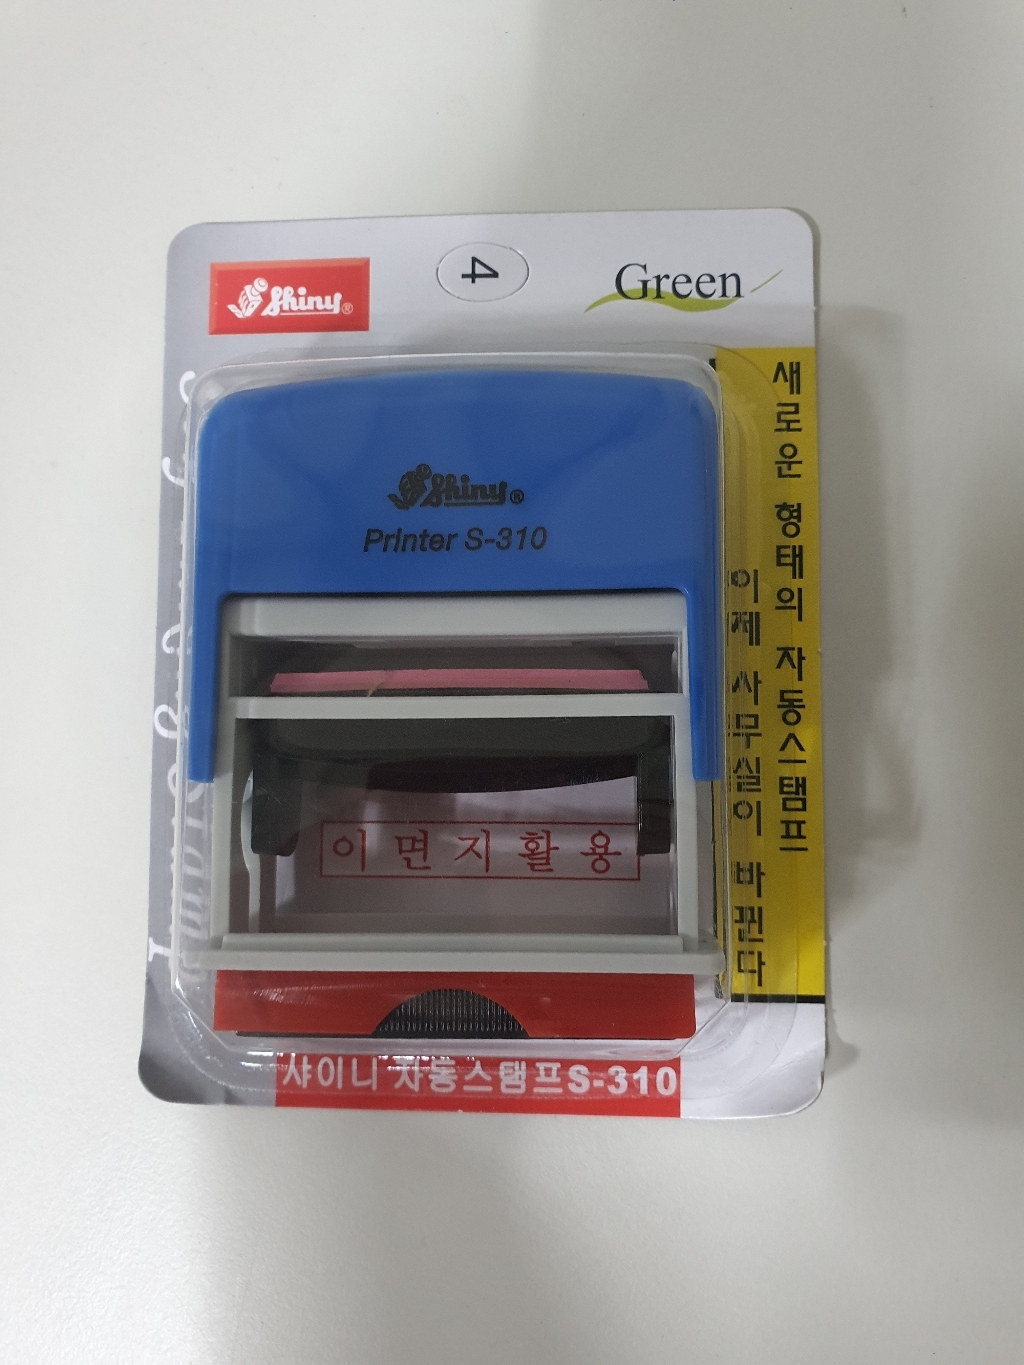 Shiny®
4
Green
새로운 형태의 자동스탬프
이제 사무실이 바뀐다
Shiny®
Printer S-310
이면지활용
샤이니 자동스탬프S-310